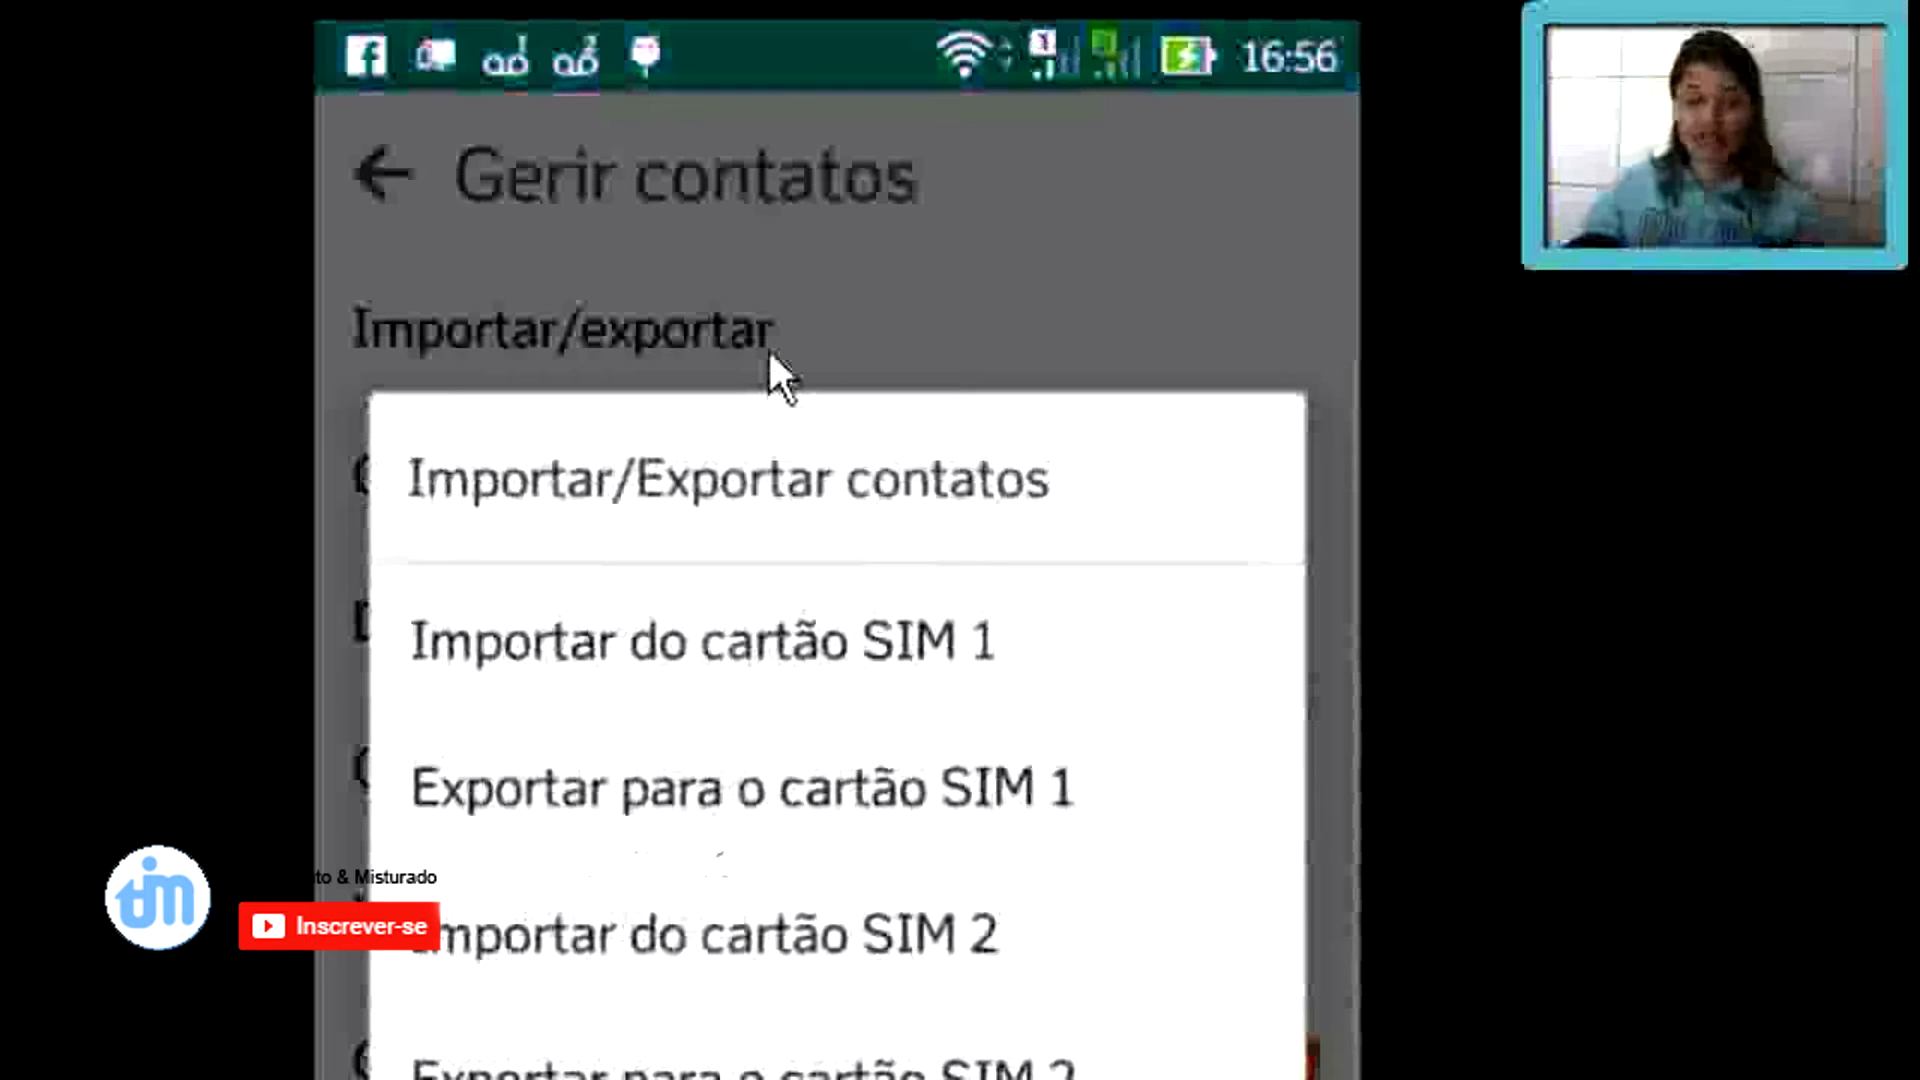 16:56
Gerir contatos
Importar/exportar
Importar/Exportar contatos
Importar do cartão SIM 1
Exportar para o cartão SIM 1
to & Misturado
Inscrever-se
mportar do cartão SIM 2
Exportar para o cartão SIM 2